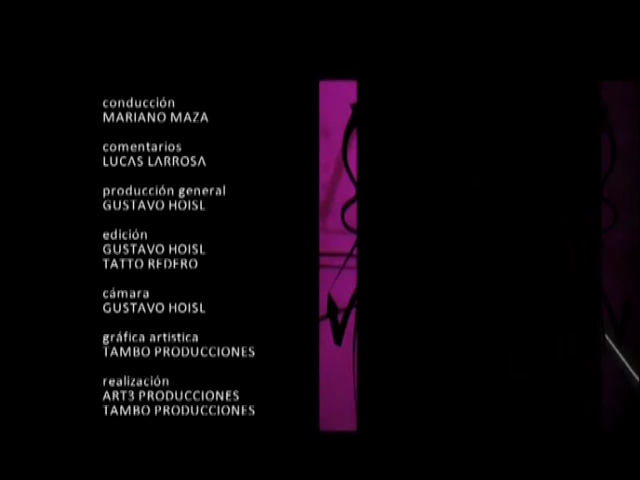 conducción
MARIANO MAZA
comentarios
LUCAS LARROSA
producción general
GUSTAVO HOISL
edición
GUSTAVO HOISL
TATTO REDERO
cámara
GUSTAVO HOISL
gráfica artistica
TAMBO PRODUCCIONES
realización
ART3 PRODUCCIONES
TAMBO PRODUCCIONES